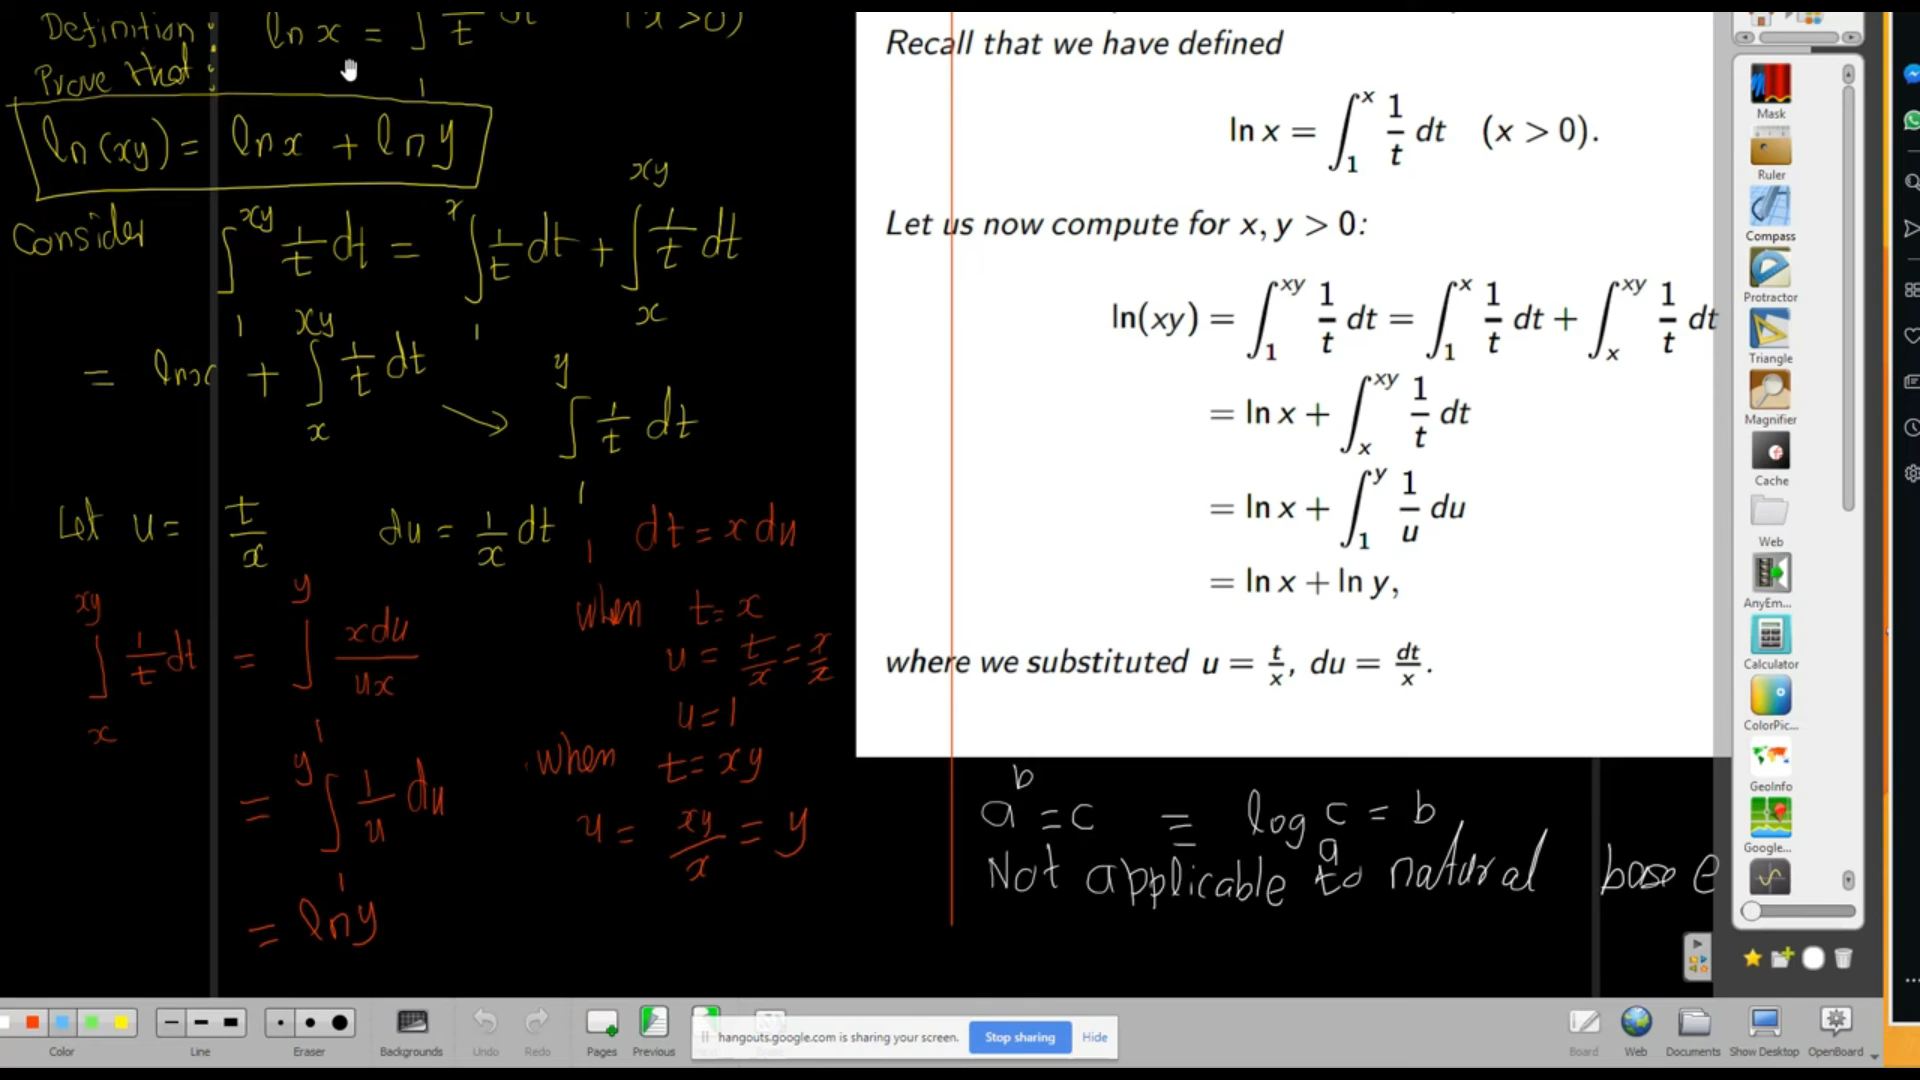 Definition : ln x = ∫ 1/t dt (x > 0)
1
Prove that :
ln(xy) = ln x + ln y
Consider ∫₁^xy 1/t dt = ∫₁^x 1/t dt + ∫ₓ^xy 1/t dt
= ln x + ∫ₓ^xy 1/t dt → ∫₁^y 1/t dt
Let u = t/x du = 1/x dt , dt = x du
∫ₓ^xy 1/t dt = ∫₁^y x du / ux
when t = x
u = t/x = x/x
u = 1
= ∫₁^y 1/u du
when t = xy
u = xy/x = y
= ln y
Recall that we have defined
ln x = ∫₁^x 1/t dt (x > 0).
Let us now compute for x, y > 0:
ln(xy) = ∫₁^xy 1/t dt = ∫₁^x 1/t dt + ∫ₓ^xy 1/t dt
= ln x + ∫ₓ^xy 1/t dt
= ln x + ∫₁^y 1/u du
= ln x + ln y,
where we substituted u = t/x, du = dt/x.
a^b = c = log_a c = b
Not applicable to natural base e
Mask
Ruler
Compass
Protractor
Triangle
Magnifier
Cache
Web
AnyEm...
Calculator
ColorPic...
GeoInfo
Google...
Color
Line
Eraser
Backgrounds
Undo
Redo
Pages
Previous
hangouts.google.com is sharing your screen.
Stop sharing
Hide
Board
Web
Documents
Show Desktop
OpenBoard